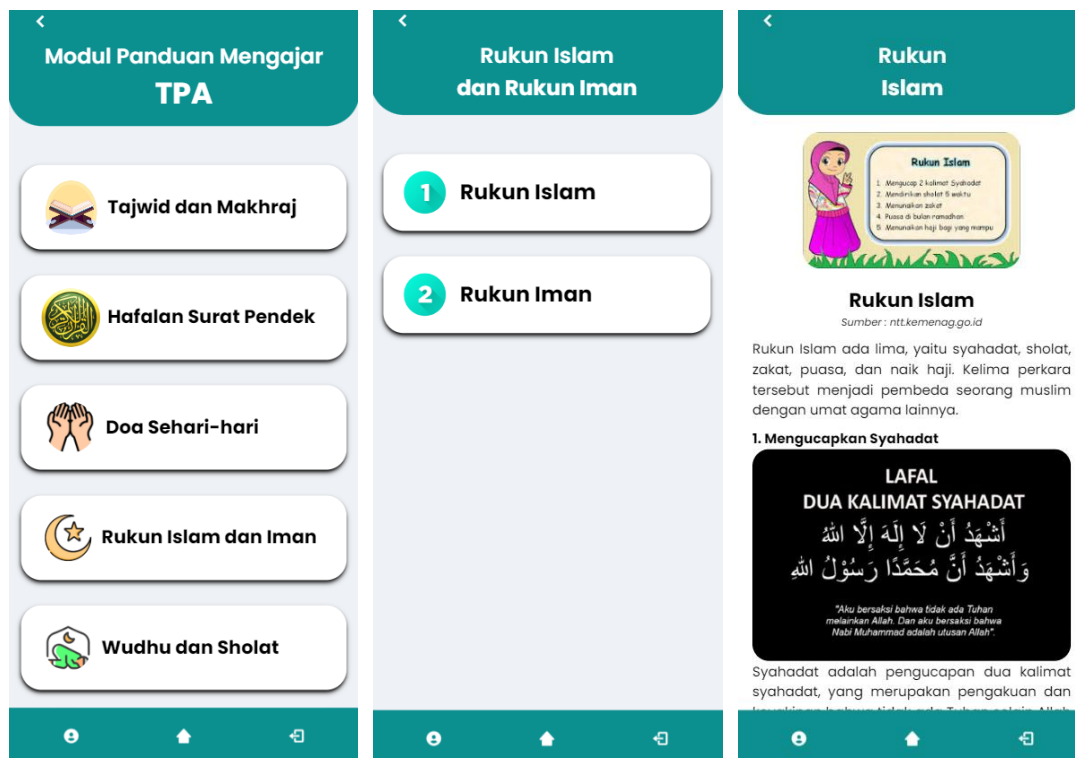 Modul Panduan Mengajar
TPA
Tajwid dan Makhraj
Hafalan Surat Pendek
Doa Sehari-hari
Rukun Islam dan Iman
Wudhu dan Sholat
Rukun Islam
dan Rukun Iman
1 Rukun Islam
2 Rukun Iman
Rukun
Islam
Rukun Islam
1. Mengucap 2 kalimat Syahadat
2. Mendirikan sholat 5 waktu
3. Menunaikan zakat
4. Puasa di bulan ramadhan
5. Menunaikan haji bagi yang mampu
Rukun Islam
Sumber : ntt.kemenag.go.id
Rukun Islam ada lima, yaitu syahadat, sholat,
zakat, puasa, dan naik haji. Kelima perkara
tersebut menjadi pembeda seorang muslim
dengan umat agama lainnya.
1. Mengucapkan Syahadat
LAFAL
DUA KALIMAT SYAHADAT
أَشْهَدُ أَنْ لَا إِلَهَ إِلَّا اللهُ
وَأَشْهَدُ أَنَّ مُحَمَّدًا رَسُوْلُ اللهِ
"Aku bersaksi bahwa tidak ada Tuhan
melainkan Allah. Dan aku bersaksi bahwa
Nabi Muhammad adalah utusan Allah".
Syahadat adalah pengucapan dua kalimat
syahadat, yang merupakan pengakuan dan